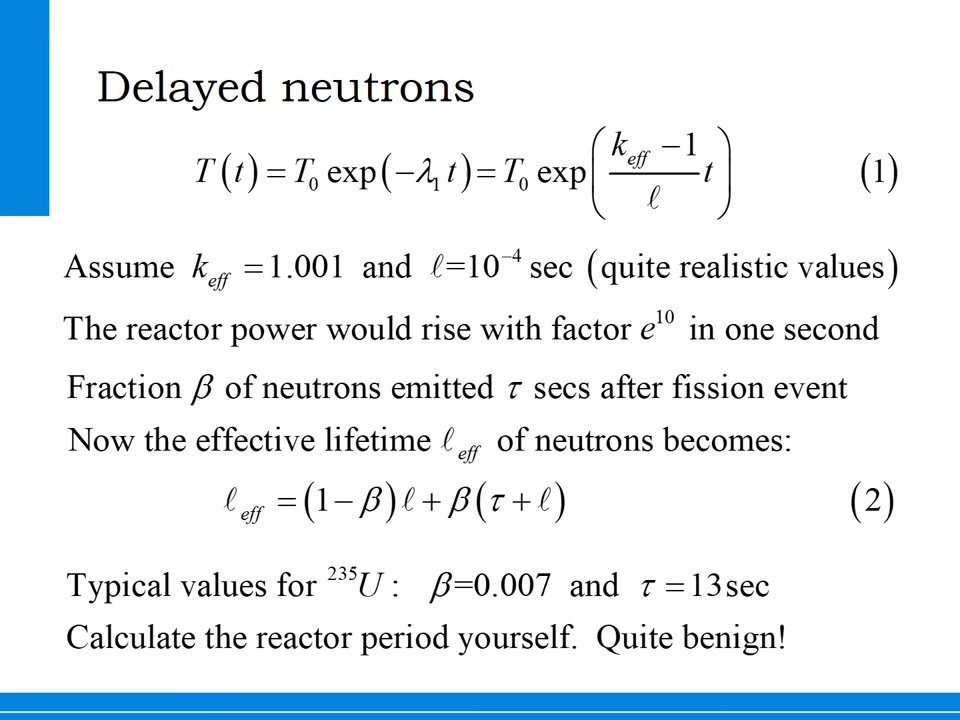 Delayed neutrons
T(t) = T₀ exp(−λ₁t) = T₀ exp((k_eff − 1)/ℓ t) (1)
Assume k_eff = 1.001 and ℓ=10⁻⁴ sec (quite realistic values)
The reactor power would rise with factor e¹⁰ in one second
Fraction β of neutrons emitted τ secs after fission event
Now the effective lifetime ℓ_eff of neutrons becomes:
ℓ_eff = (1−β)ℓ + β(τ+ℓ) (2)
Typical values for ²³⁵U : β=0.007 and τ = 13sec
Calculate the reactor period yourself. Quite benign!